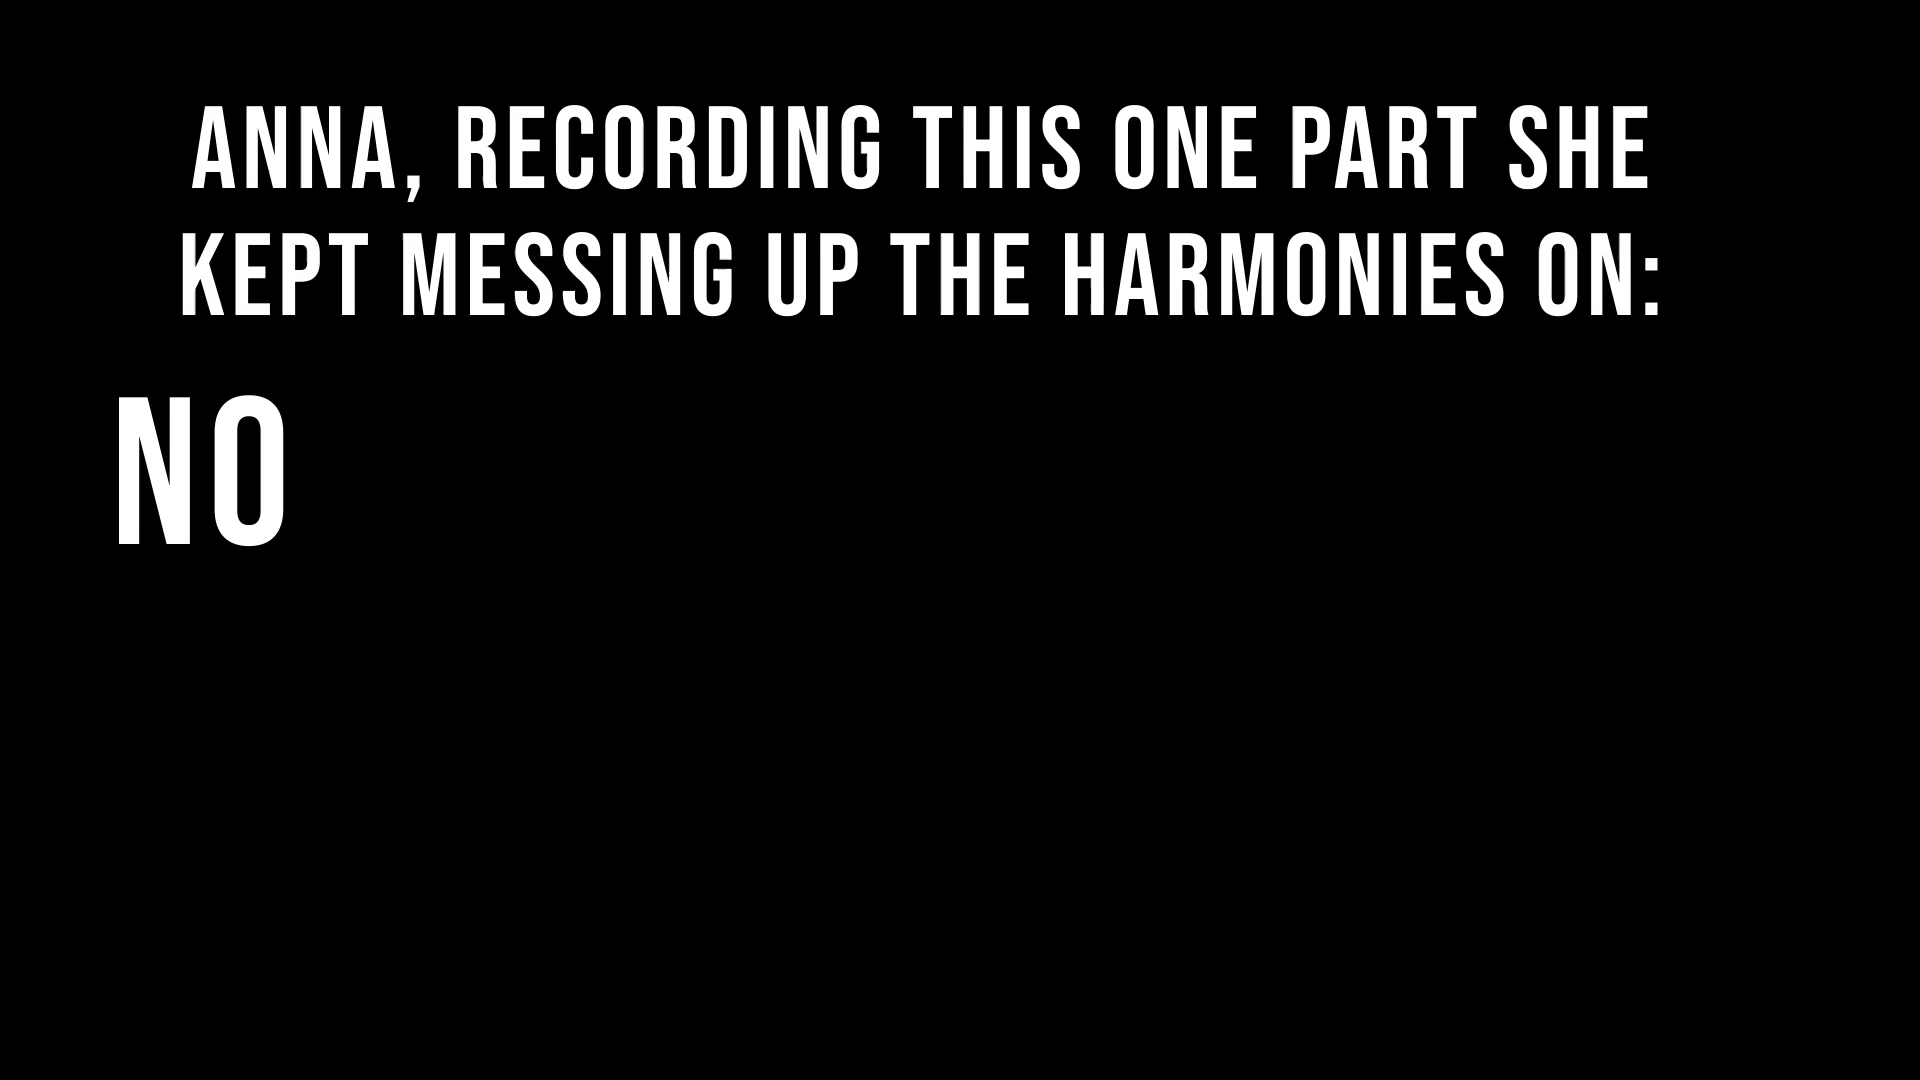 ANNA, RECORDING THIS ONE PART SHE
KEPT MESSING UP THE HARMONIES ON:
NO